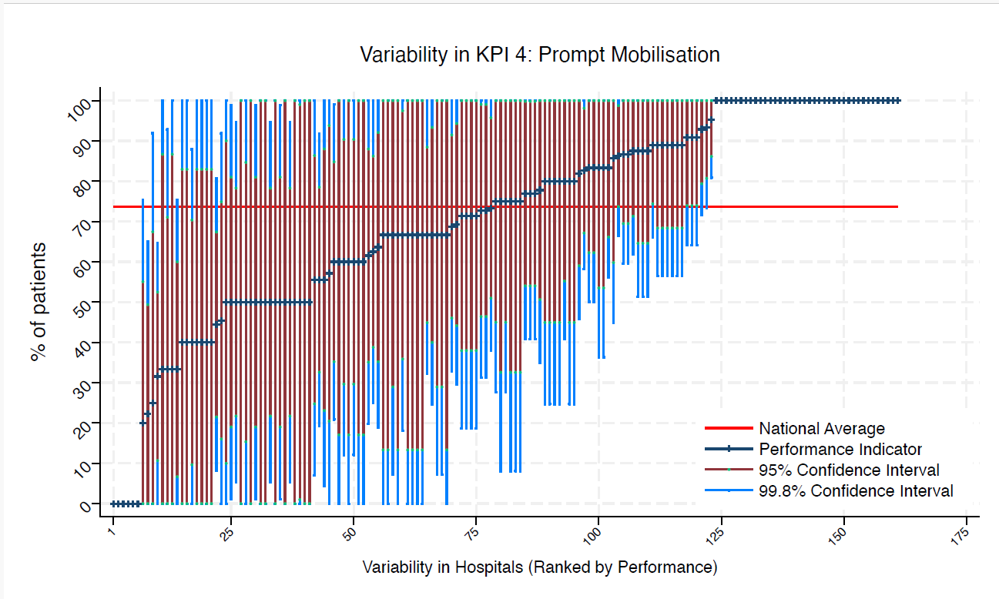 Variability in KPI 4: Prompt Mobilisation
% of patients
100
90
80
70
60
50
40
30
20
10
0
National Average
Performance Indicator
95% Confidence Interval
99.8% Confidence Interval
1
25
50
75
100
125
150
175
Variability in Hospitals (Ranked by Performance)